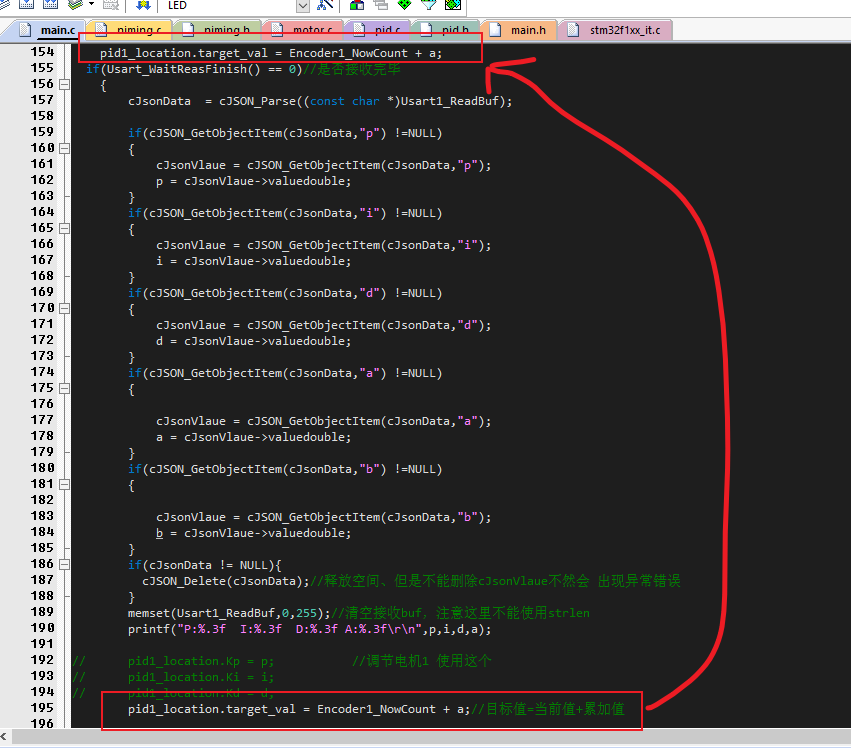 LED
main.c niming.c niming.h motor.c pid.c pid.h main.h stm32f1xx_it.c
154 pid1_location.target_val = Encoder1_NowCount + a;
155 if(Usart_WaitReasFinish() == 0)//是否接收完毕
156 {
157 cJsonData  = cJSON_Parse((const char *)Usart1_ReadBuf);
158
159 if(cJSON_GetObjectItem(cJsonData,"p") !=NULL)
160 {
161 cJsonVlaue = cJSON_GetObjectItem(cJsonData,"p");
162 p = cJsonVlaue->valuedouble;
163 }
164 if(cJSON_GetObjectItem(cJsonData,"i") !=NULL)
165 {
166 cJsonVlaue = cJSON_GetObjectItem(cJsonData,"i");
167 i = cJsonVlaue->valuedouble;
168 }
169 if(cJSON_GetObjectItem(cJsonData,"d") !=NULL)
170 {
171 cJsonVlaue = cJSON_GetObjectItem(cJsonData,"d");
172 d = cJsonVlaue->valuedouble;
173 }
174 if(cJSON_GetObjectItem(cJsonData,"a") !=NULL)
175 {
176
177 cJsonVlaue = cJSON_GetObjectItem(cJsonData,"a");
178 a = cJsonVlaue->valuedouble;
179 }
180 if(cJSON_GetObjectItem(cJsonData,"b") !=NULL)
181 {
182
183 cJsonVlaue = cJSON_GetObjectItem(cJsonData,"b");
184 b = cJsonVlaue->valuedouble;
185 }
186 if(cJsonData != NULL){
187 cJSON_Delete(cJsonData);//释放空间、但是不能删除cJsonVlaue不然会 出现异常错误
188 }
189 memset(Usart1_ReadBuf,0,255);//清空接收buf，注意这里不能使用strlen
190 printf("P:%.3f  I:%.3f  D:%.3f A:%.3f\r\n",p,i,d,a);
191
192 // pid1_location.Kp = p; //调节电机1 使用这个
193 // pid1_location.Ki = i;
194 // pid1_location.Kd = d;
195 pid1_location.target_val = Encoder1_NowCount + a;//目标值=当前值+累加值
196